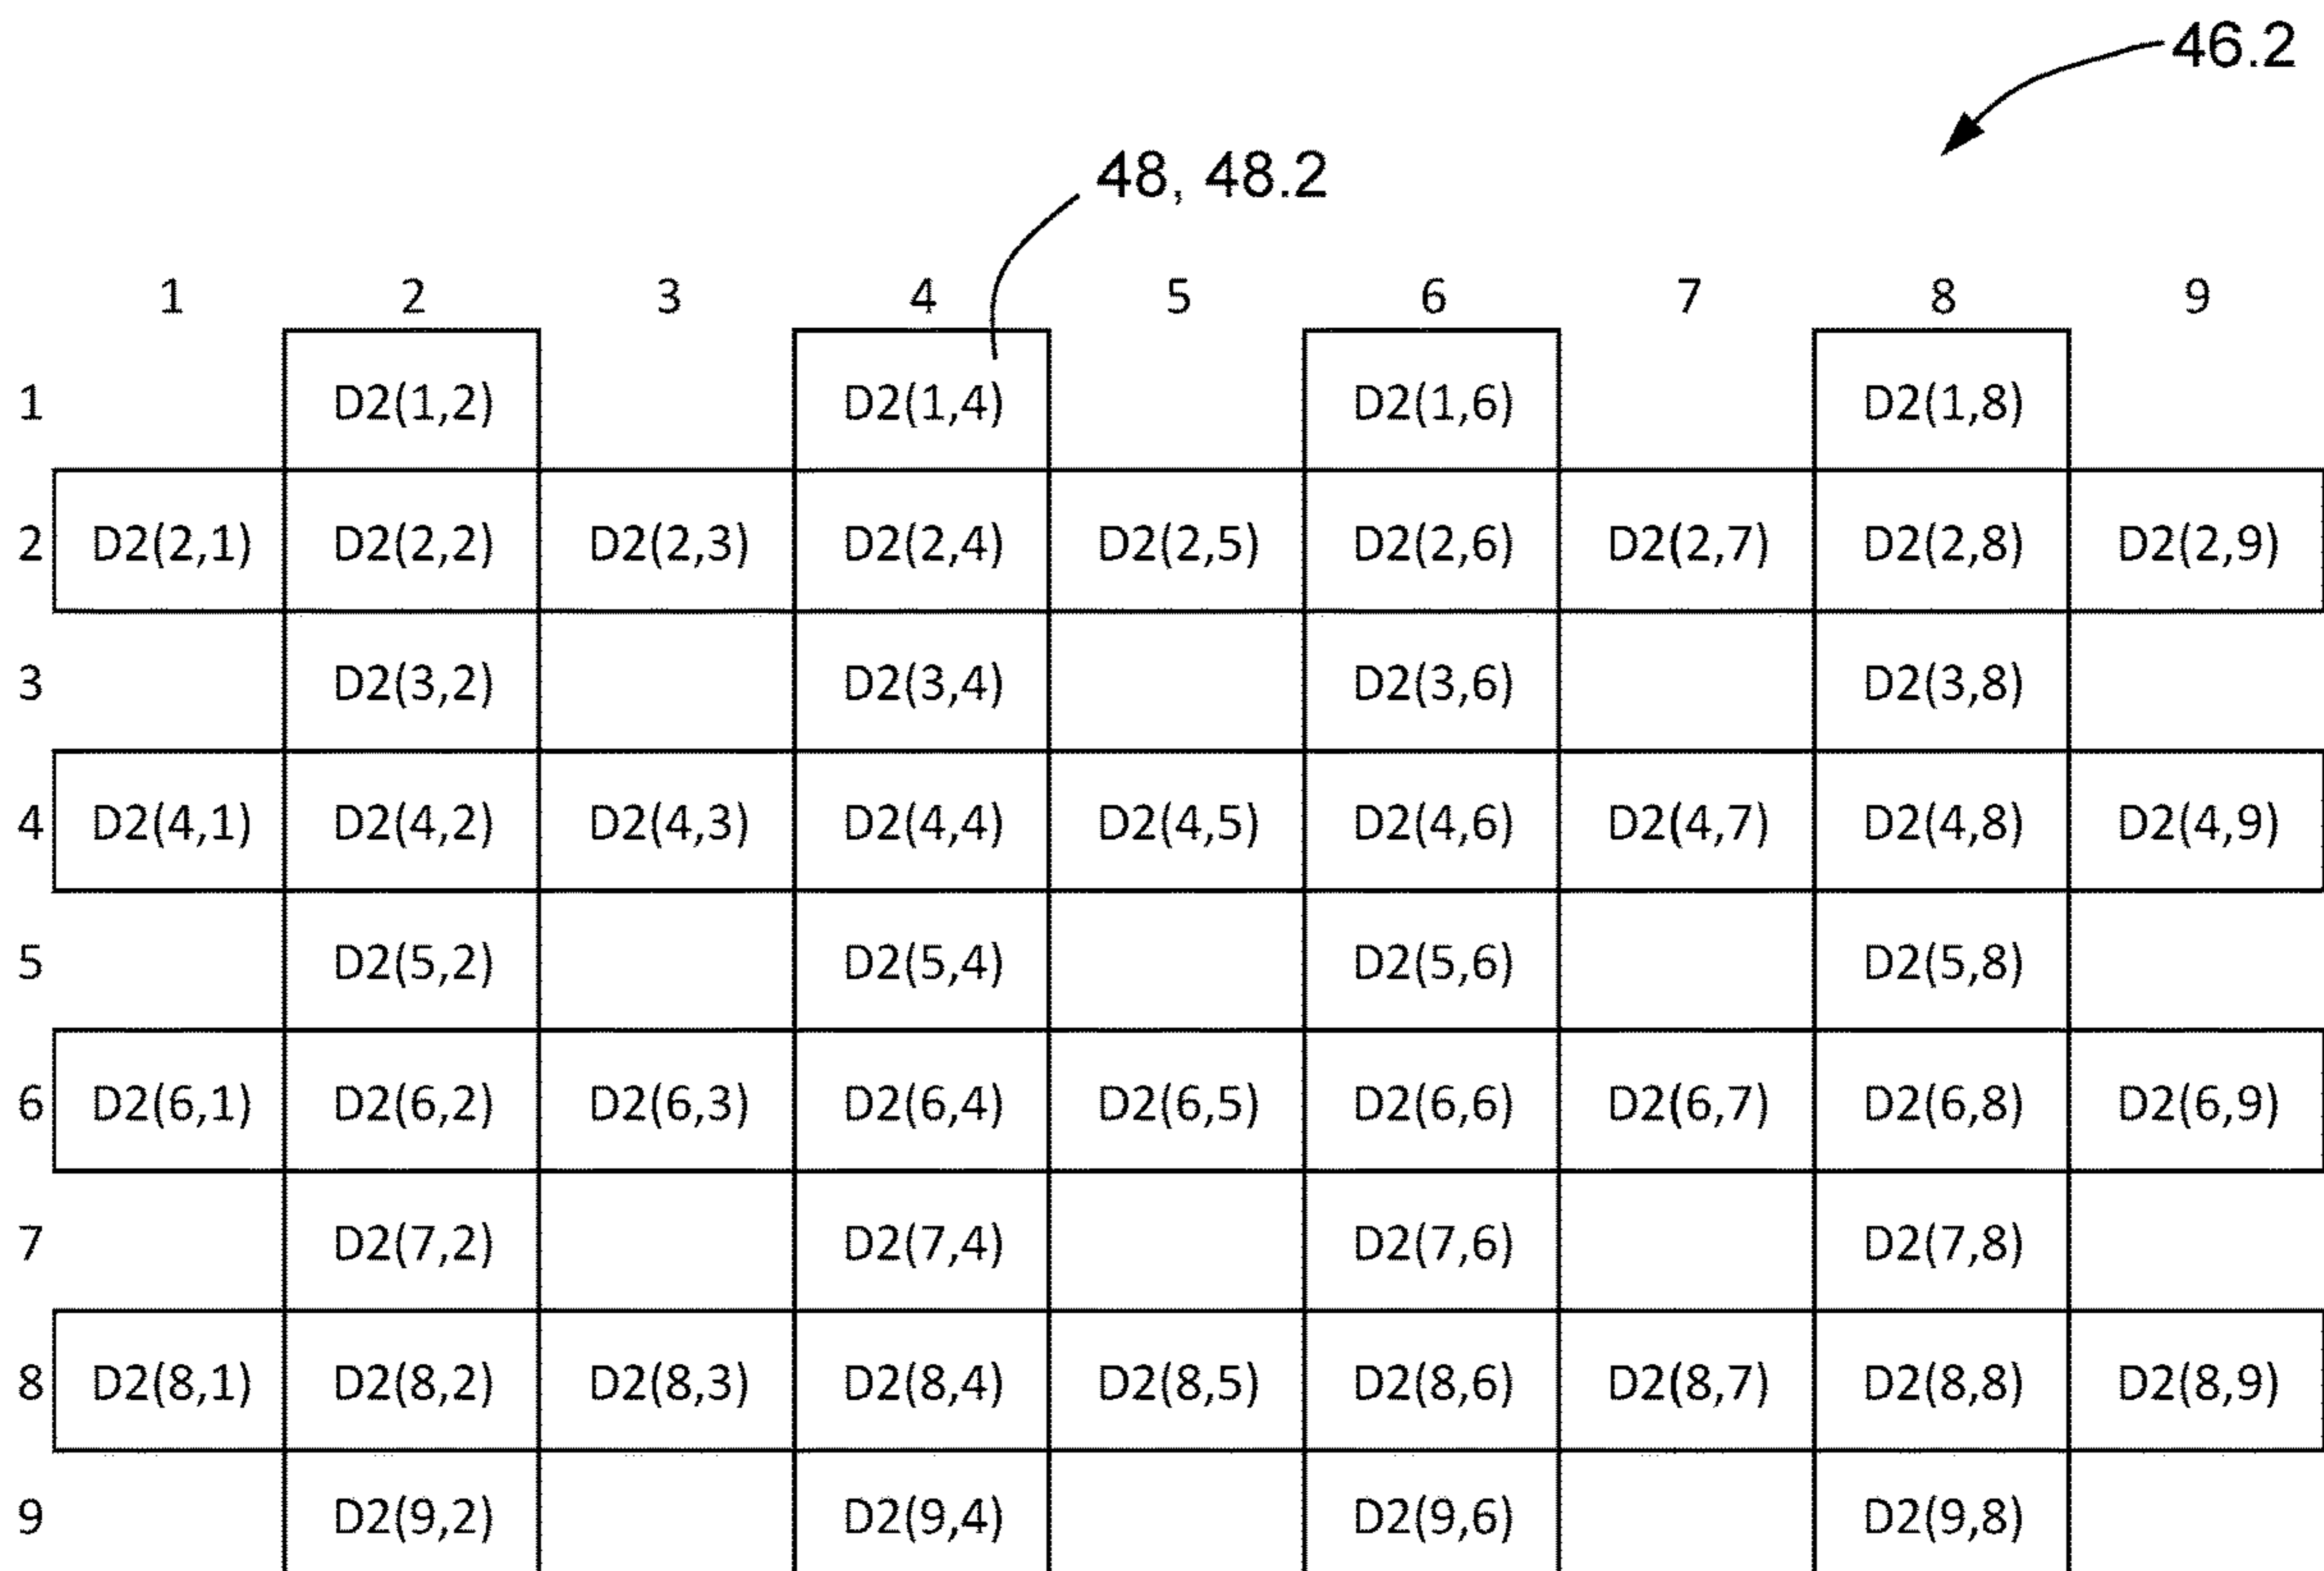 46.2
48, 48.2
1 2 3 4 5 6 7 8 9
1 D2(1,2) D2(1,4) D2(1,6) D2(1,8)
2 D2(2,1) D2(2,2) D2(2,3) D2(2,4) D2(2,5) D2(2,6) D2(2,7) D2(2,8) D2(2,9)
3 D2(3,2) D2(3,4) D2(3,6) D2(3,8)
4 D2(4,1) D2(4,2) D2(4,3) D2(4,4) D2(4,5) D2(4,6) D2(4,7) D2(4,8) D2(4,9)
5 D2(5,2) D2(5,4) D2(5,6) D2(5,8)
6 D2(6,1) D2(6,2) D2(6,3) D2(6,4) D2(6,5) D2(6,6) D2(6,7) D2(6,8) D2(6,9)
7 D2(7,2) D2(7,4) D2(7,6) D2(7,8)
8 D2(8,1) D2(8,2) D2(8,3) D2(8,4) D2(8,5) D2(8,6) D2(8,7) D2(8,8) D2(8,9)
9 D2(9,2) D2(9,4) D2(9,6) D2(9,8)